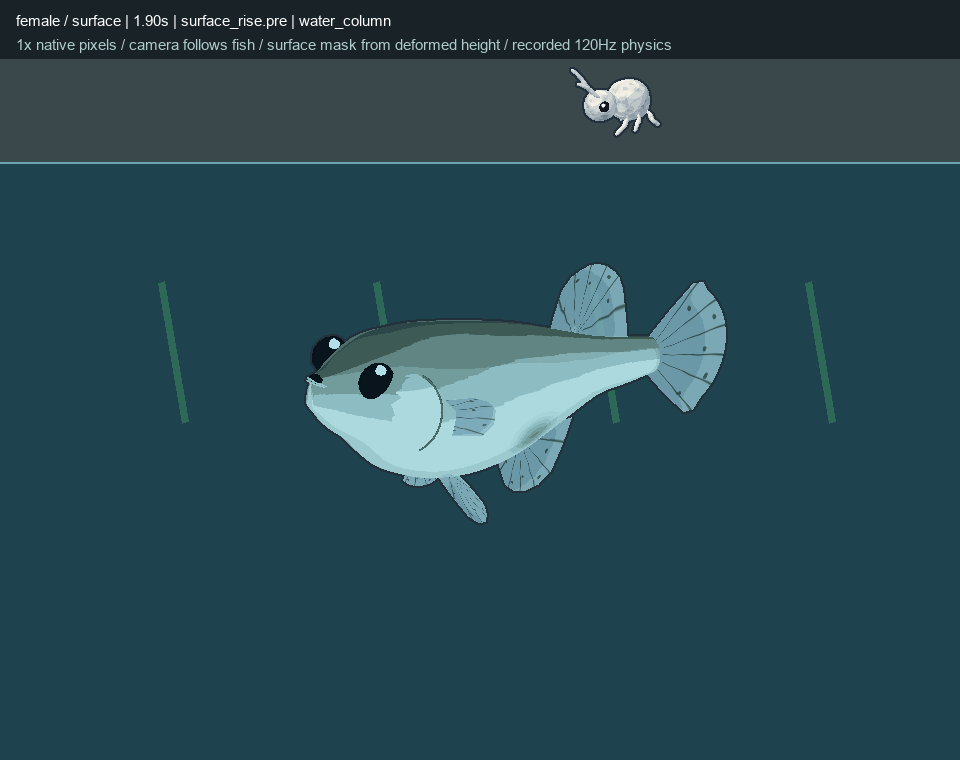 female / surface | 1.90s | surface_rise.pre | water_column
1x native pixels / camera follows fish / surface mask from deformed height / recorded 120Hz physics